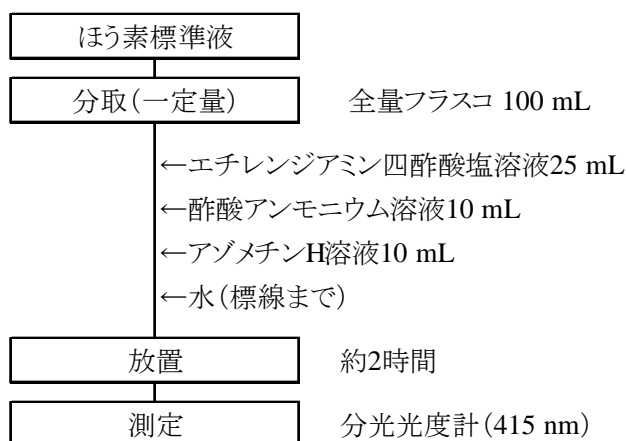 ほう素標準液
分取(一定量) 全量フラスコ 100 mL
←エチレンジアミン四酢酸塩溶液25 mL
←酢酸アンモニウム溶液10 mL
←アゾメチンH溶液10 mL
←水(標線まで)
放置 約2時間
測定 分光光度計(415 nm)